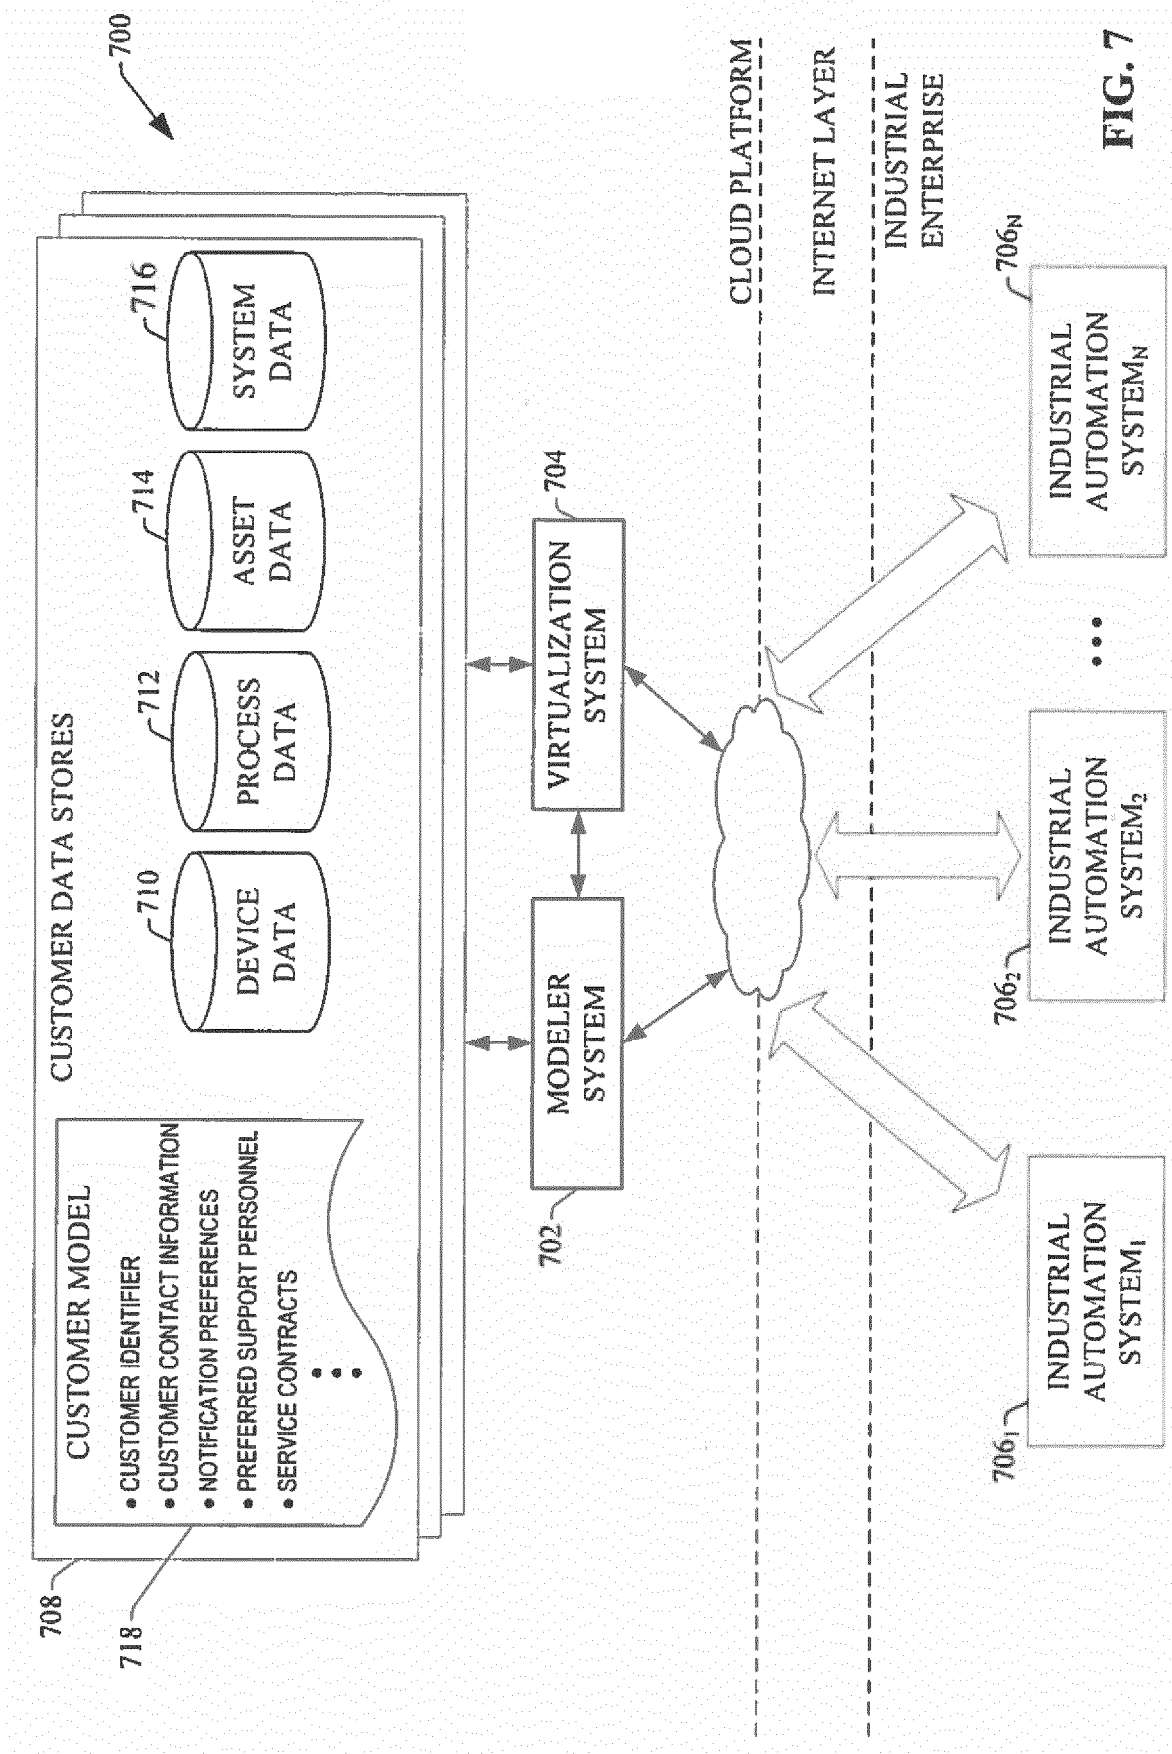 700
CUSTOMER DATA STORES
708
718
CUSTOMER MODEL
• CUSTOMER IDENTIFIER
• CUSTOMER CONTACT INFORMATION
• NOTIFICATION PREFERENCES
• PREFERRED SUPPORT PERSONNEL
• SERVICE CONTRACTS
710
DEVICE
DATA
712
PROCESS
DATA
714
ASSET
DATA
716
SYSTEM
DATA
702
MODELER
SYSTEM
704
VIRTUALIZATION
SYSTEM
CLOUD PLATFORM
INTERNET LAYER
INDUSTRIAL
ENTERPRISE
706₁
INDUSTRIAL
AUTOMATION
SYSTEM₁
706₂
INDUSTRIAL
AUTOMATION
SYSTEM₂
• • •
706N
INDUSTRIAL
AUTOMATION
SYSTEMN
FIG. 7